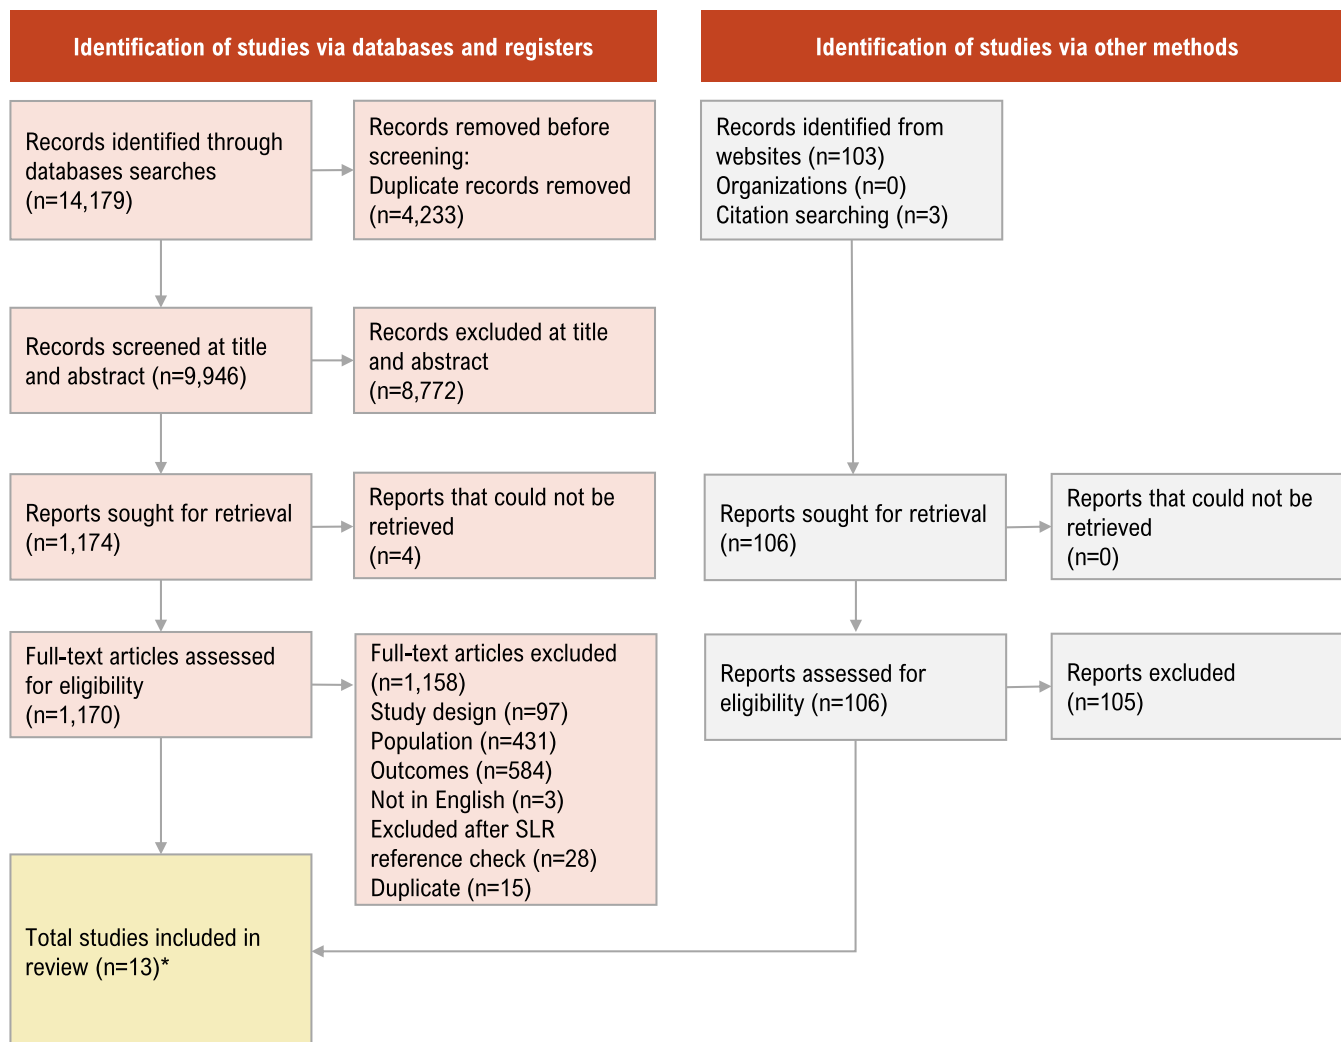 Identification of studies via databases and registers
Records identified through
databases searches
(n=14,179)
Records removed before
screening:
Duplicate records removed
(n=4,233)
Records screened at title
and abstract (n=9,946)
Records excluded at title
and abstract
(n=8,772)
Reports sought for retrieval
(n=1,174)
Reports that could not be
retrieved
(n=4)
Full-text articles assessed
for eligibility
(n=1,170)
Full-text articles excluded
(n=1,158)
Study design (n=97)
Population (n=431)
Outcomes (n=584)
Not in English (n=3)
Excluded after SLR
reference check (n=28)
Duplicate (n=15)
Total studies included in
review (n=13)*
Identification of studies via other methods
Records identified from
websites (n=103)
Organizations (n=0)
Citation searching (n=3)
Reports sought for retrieval
(n=106)
Reports that could not be
retrieved
(n=0)
Reports assessed for
eligibility (n=106)
Reports excluded
(n=105)